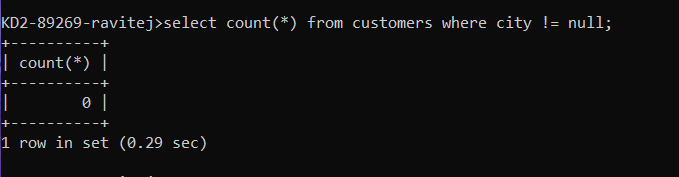 KD2-89269-ravitej>select count(*) from customers where city != null;
+----------+
| count(*) |
+----------+
|        0 |
+----------+
1 row in set (0.29 sec)